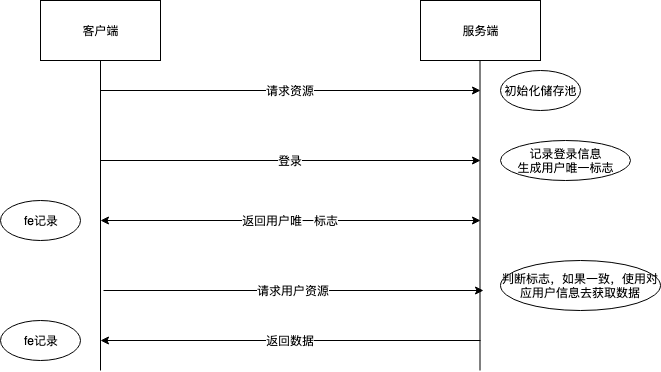 客户端
服务端
请求资源
初始化储存池
登录
记录登录信息
生成用户唯一标志
fe记录
返回用户唯一标志
请求用户资源
判断标志，如果一致，使用对
应用户信息去获取数据
fe记录
返回数据